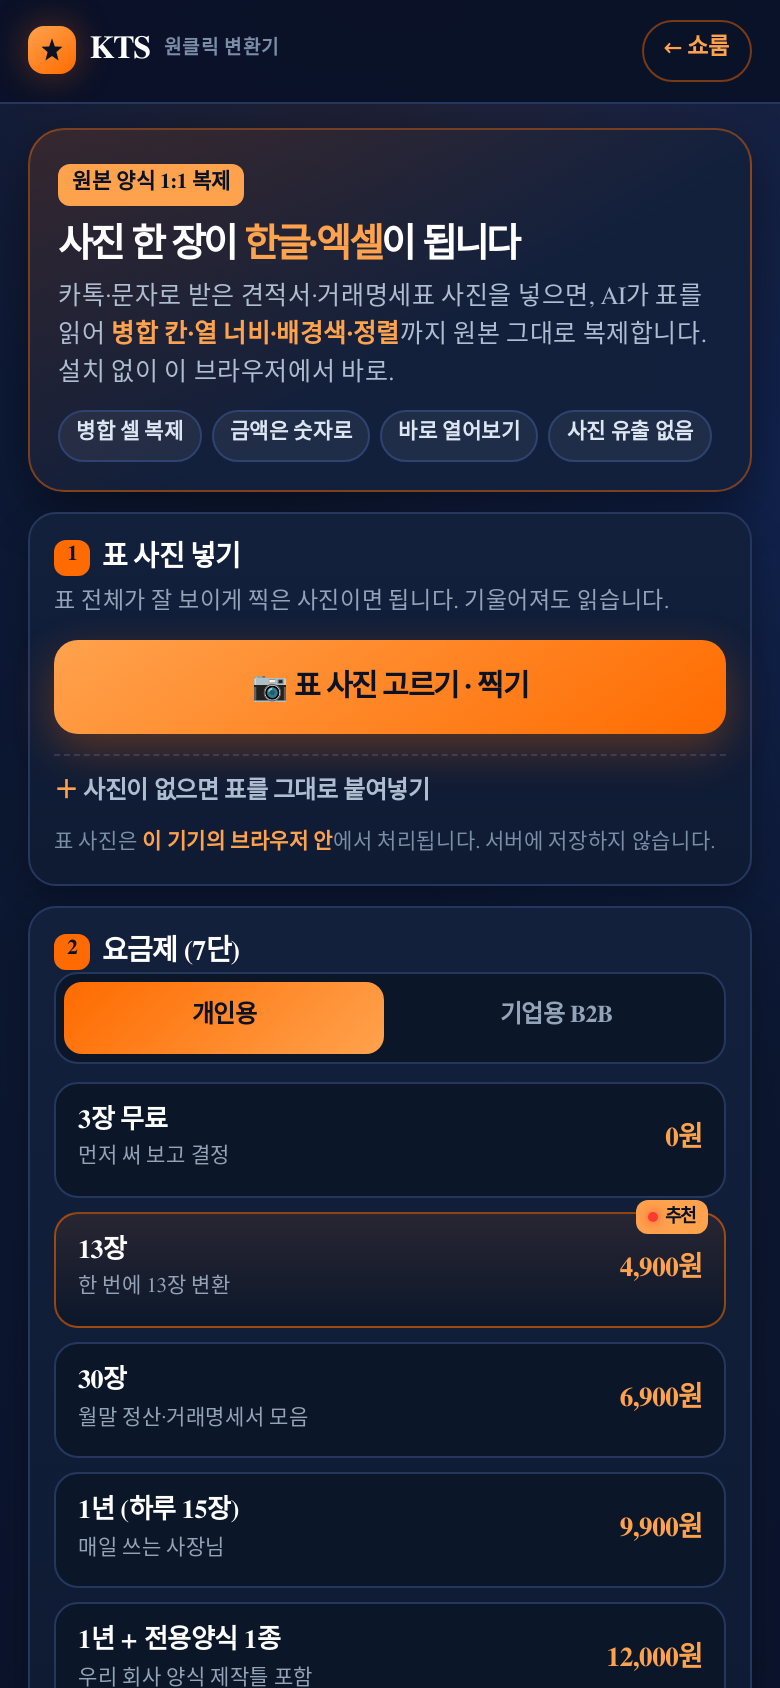 KTS 원클릭 변환기
← 쇼룸
원본 양식 1:1 복제
사진 한 장이 한글·엑셀이 됩니다
카톡·문자로 받은 견적서·거래명세표 사진을 넣으면, AI가 표를
읽어 병합 칸·열 너비·배경색·정렬까지 원본 그대로 복제합니다.
설치 없이 이 브라우저에서 바로.
병합 셀 복제 금액은 숫자로 바로 열어보기 사진 유출 없음
1 표 사진 넣기
표 전체가 잘 보이게 찍은 사진이면 됩니다. 기울어져도 읽습니다.
📷 표 사진 고르기 · 찍기
+ 사진이 없으면 표를 그대로 붙여넣기
표 사진은 이 기기의 브라우저 안에서 처리됩니다. 서버에 저장하지 않습니다.
2 요금제 (7단)
개인용 기업용 B2B
3장 무료
먼저 써 보고 결정
0원
추천
13장
한 번에 13장 변환
4,900원
30장
월말 정산·거래명세서 모음
6,900원
1년 (하루 15장)
매일 쓰는 사장님
9,900원
1년 + 전용양식 1종
우리 회사 양식 제작틀 포함
12,000원